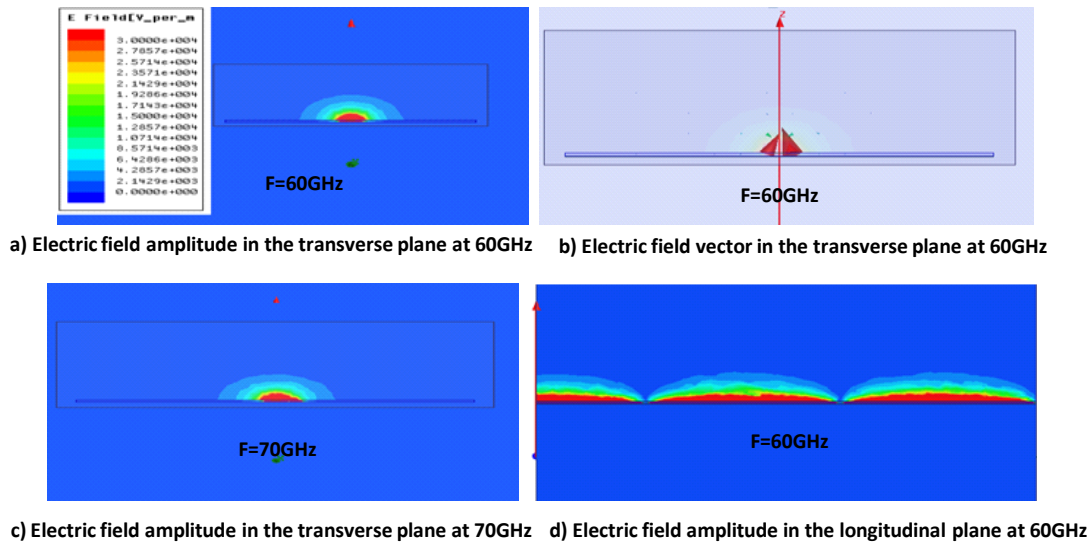 E Field[V_per_m
3.0000e+004
2.7857e+004
2.5714e+004
2.3571e+004
2.1429e+004
1.9286e+004
1.7143e+004
1.5000e+004
1.2857e+004
1.0714e+004
8.5714e+003
6.4286e+003
4.2857e+003
2.1429e+003
0.0000e+000
F=60GHz
z
F=60GHz
a) Electric field amplitude in the transverse plane at 60GHz
b) Electric field vector in the transverse plane at 60GHz
F=70GHz
F=60GHz
c) Electric field amplitude in the transverse plane at 70GHz
d) Electric field amplitude in the longitudinal plane at 60GHz